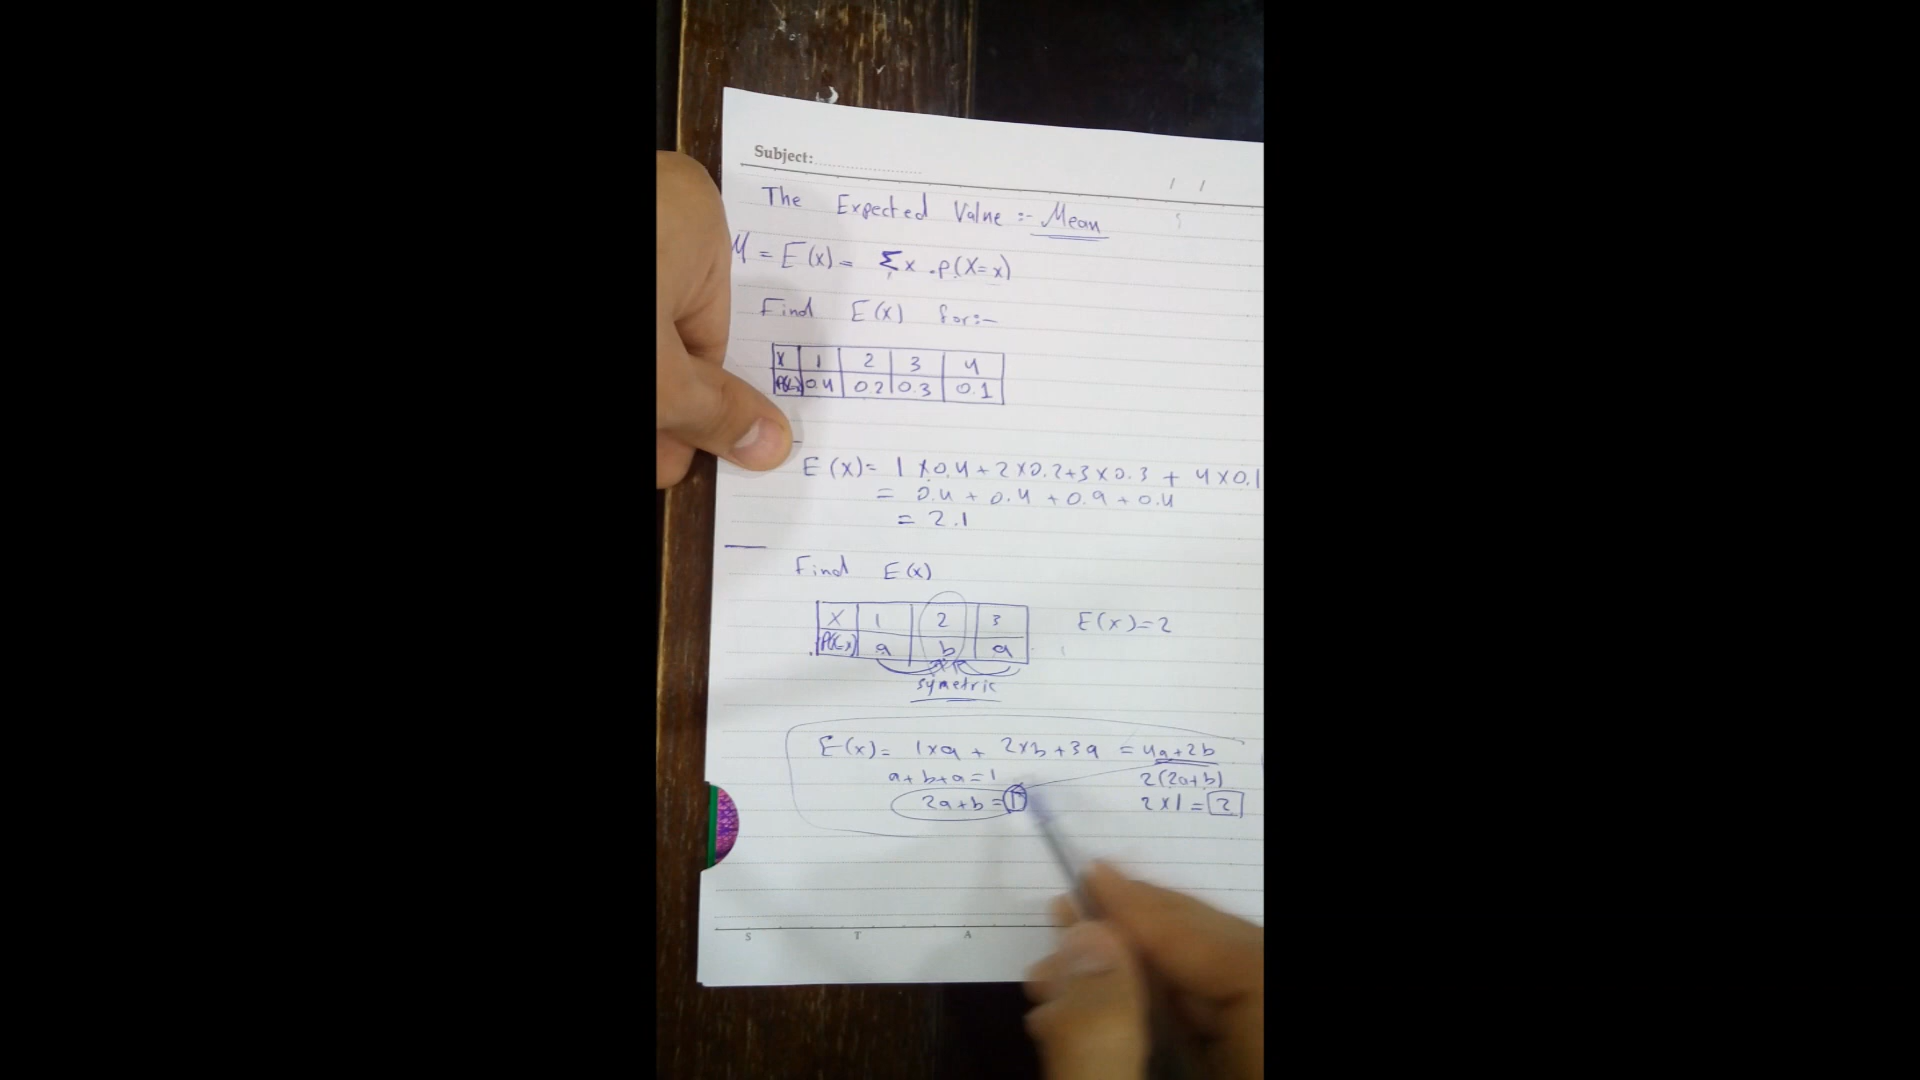 Subject:
/ /
The Expected Value :- Mean
M = E(x) = Σx .P(X=x)
Find E(x) for:-
X 1 2 3 4
0.4 0.2 0.3 0.1
E(x)= 1×0.4+2×0.2+3×0.3 + 4×0.1
= 0.4 + 0.4 + 0.9 + 0.4
= 2.1
Find E(x)
X 1 2 3 E(x)=2
a b a
symetric
E(x)= 1×a + 2×b+3a = 4a+2b
a+b+a=1 2(2a+b)
2a+b=1 2×1=2
S T A